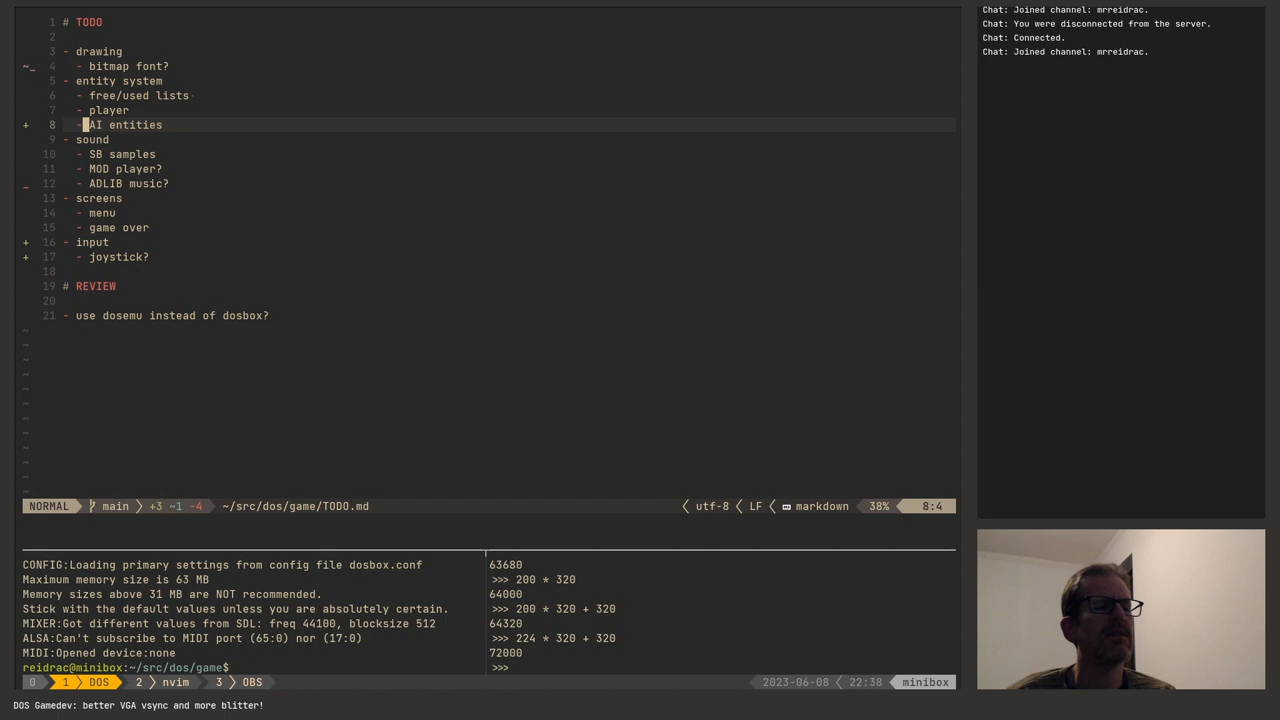 1 # TODO
2
3 - drawing
~_ 4 - bitmap font?
5 - entity system
6 - free/used lists·
7 - player
+ 8 - AI entities
9 - sound
10 - SB samples
11 - MOD player?
_ 12 - ADLIB music?
13 - screens
14 - menu
15 - game over
+ 16 - input
+ 17 - joystick?
18
19 # REVIEW
20
21 - use dosemu instead of dosbox?
~
~
~
~
~
~
~
~
~
~
~
~
NORMAL main +3 ~1 -4 ~/src/dos/game/TODO.md utf-8 LF markdown 38% 8:4
CONFIG:Loading primary settings from config file dosbox.conf
Maximum memory size is 63 MB
Memory sizes above 31 MB are NOT recommended.
Stick with the default values unless you are absolutely certain.
MIXER:Got different values from SDL: freq 44100, blocksize 512
ALSA:Can't subscribe to MIDI port (65:0) nor (17:0)
MIDI:Opened device:none
reidrac@minibox:~/src/dos/game$
63680
>>> 200 * 320
64000
>>> 200 * 320 + 320
64320
>>> 224 * 320 + 320
72000
>>>
0 1 DOS 2 nvim 3 OBS 2023-06-08 22:38 minibox
DOS Gamedev: better VGA vsync and more blitter!
Chat: Joined channel: mrreidrac.
Chat: You were disconnected from the server.
Chat: Connected.
Chat: Joined channel: mrreidrac.